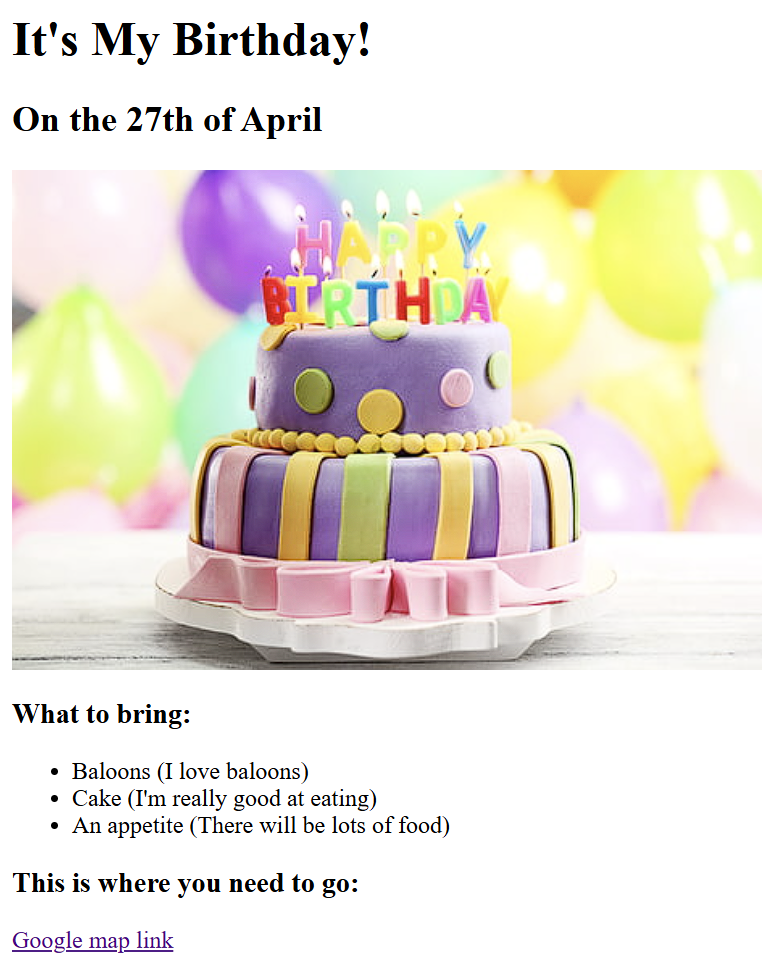 It's My Birthday!
On the 27th of April
HAPPY
BIRTHDAY
What to bring:
Baloons (I love baloons)
Cake (I'm really good at eating)
An appetite (There will be lots of food)
This is where you need to go:
Google map link